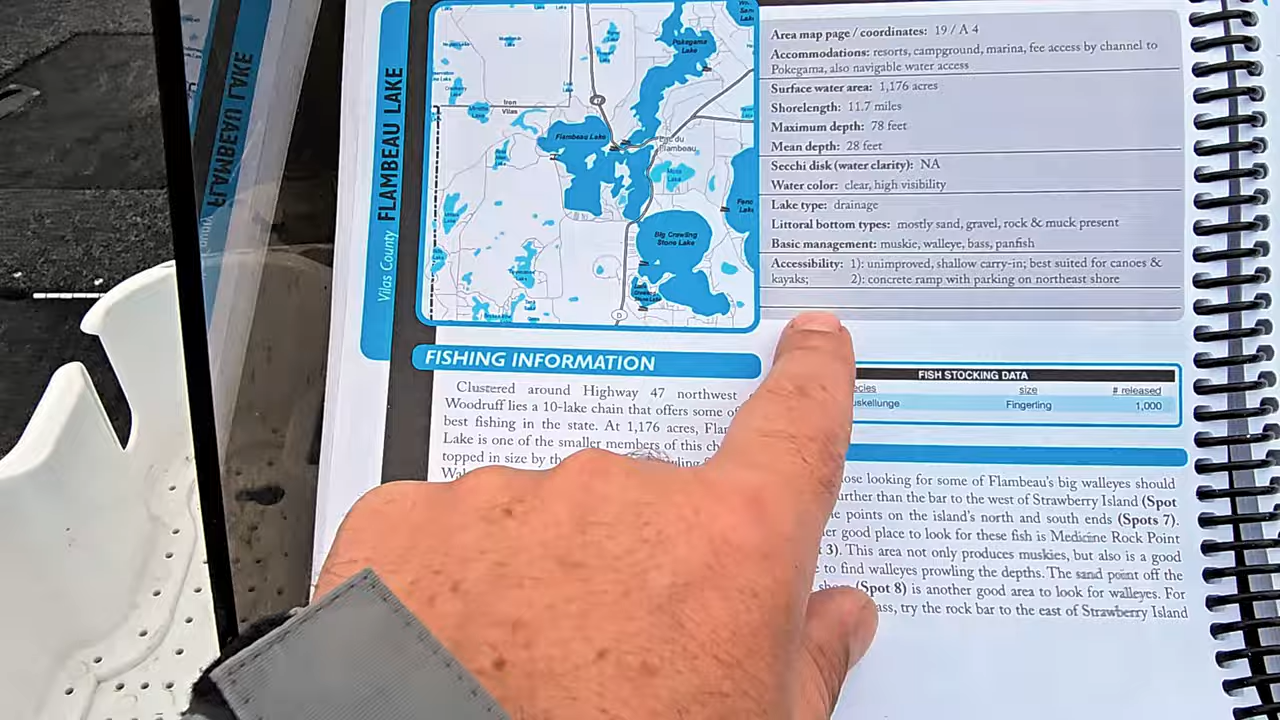 Vilas County FLAMBEAU LAKE
FLAMBEAU LAKE
Pokegama
Lake
47
Iron
Vilas
Flambeau Lake
Lac du
Flambeau
Moss
Lake
Big Crawling
Stone Lake
D
Area map page / coordinates: 19 / A 4
Accommodations: resorts, campground, marina, fee access by channel to
Pokegama, also navigable water access
Surface water area: 1,176 acres
Shorelength: 11.7 miles
Maximum depth: 78 feet
Mean depth: 28 feet
Secchi disk (water clarity): NA
Water color: clear, high visibility
Lake type: drainage
Littoral bottom types: mostly sand, gravel, rock & muck present
Basic management: muskie, walleye, bass, panfish
Accessibility: 1): unimproved, shallow carry-in; best suited for canoes &
kayaks; 2): concrete ramp with parking on northeast shore
FISHING INFORMATION
Clustered around Highway 47 northwest
Woodruff lies a 10-lake chain that offers some of
best fishing in the state. At 1,176 acres,
Lake is one of the smaller members of this
topped in size by
FISH STOCKING DATA
size # released
Fingerling 1,000
looking for some of Flambeau's big walleyes should
than the bar to the west of Strawberry Island (Spot
points on the island's north and south ends (Spots 7).
good place to look for these fish is Medicine Rock Point
3). This area not only produces muskies, but also is a good
to find walleyes prowling the depths. The sand point off the
(Spot 8) is another good area to look for walleyes. For
try the rock bar to the east of Strawberry Island